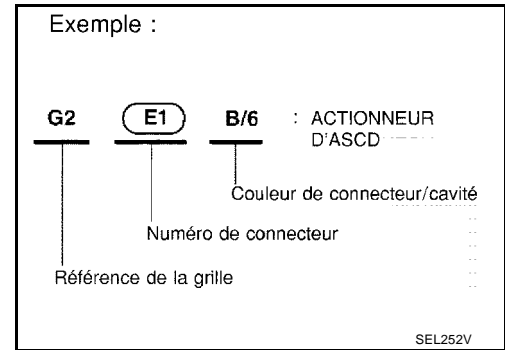 Exemple :
G2 E1 B/6 : ACTIONNEUR
D'ASCD
Couleur de connecteur/cavité
Numéro de connecteur
Référence de la grille
SEL252V